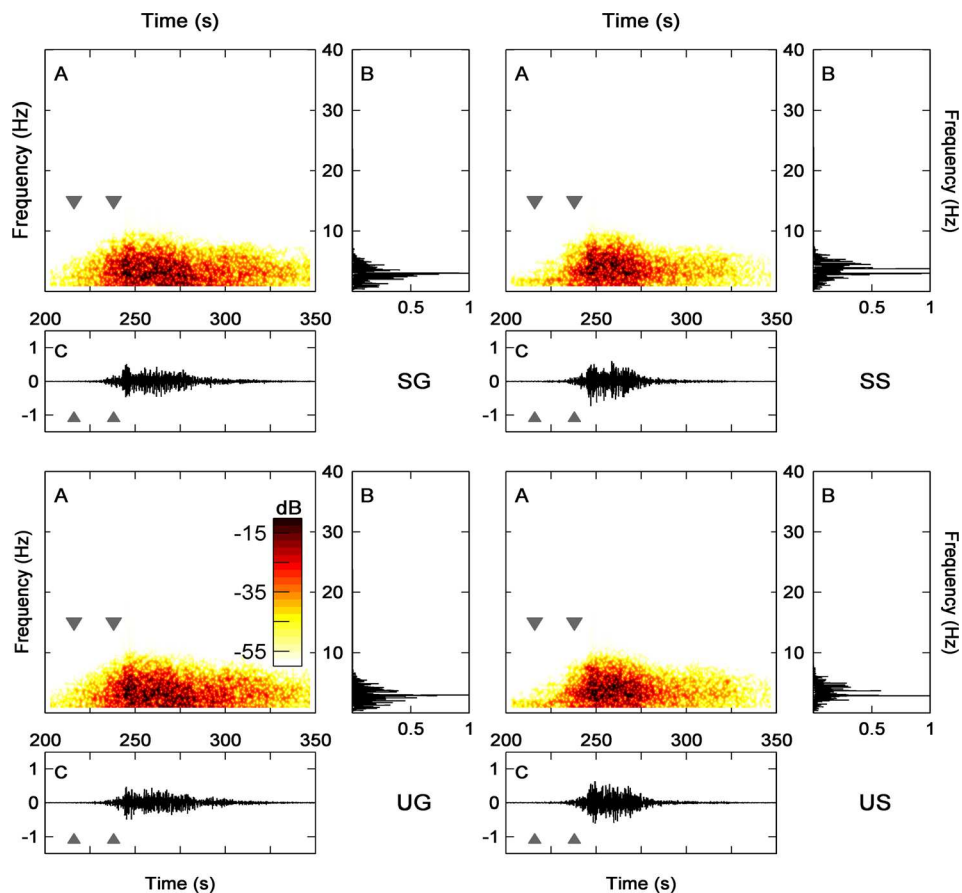 Time (s) Time (s)
A B A B
40 40
30 30
20 20
10 10
Frequency (Hz) Frequency (Hz)
0.5 1 0.5 1
200 250 300 350 200 250 300 350
C C
1 1
0 0
-1 -1
SG SS
A B A B
40 40
dB
-15
-35
-55
30 30
20 20
10 10
Frequency (Hz) Frequency (Hz)
0.5 1 0.5 1
200 250 300 350 200 250 300 350
C C
1 1
0 0
-1 -1
UG US
Time (s) Time (s)